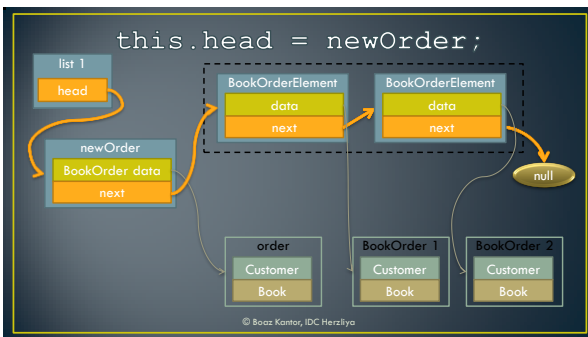 this.head = newOrder;
list 1
head
BookOrderElement
data
next
BookOrderElement
data
next
newOrder
BookOrder data
next
null
order
Customer
Book
BookOrder 1
Customer
Book
BookOrder 2
Customer
Book
© Boaz Kantor, IDC Herzliya